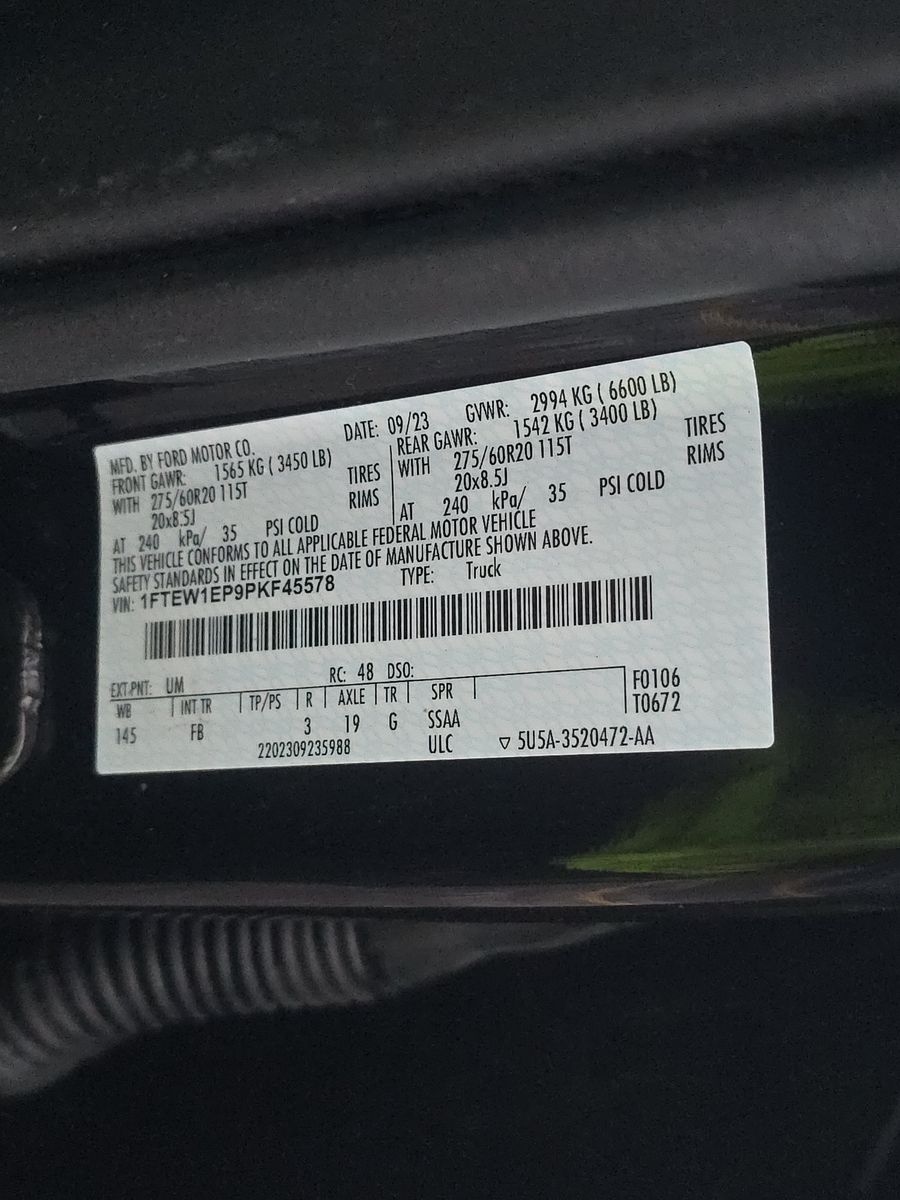 MFD. BY FORD MOTOR CO. DATE: 09/23 GVWR: 2994 KG ( 6600 LB)
FRONT GAWR: 1565 KG ( 3450 LB) REAR GAWR: 1542 KG ( 3400 LB)
WITH 275/60R20 115T TIRES WITH 275/60R20 115T TIRES
20x8.5J RIMS 20x8.5J RIMS
AT 240 kPa/ 35 PSI COLD AT 240 kPa/ 35 PSI COLD
THIS VEHICLE CONFORMS TO ALL APPLICABLE FEDERAL MOTOR VEHICLE
SAFETY STANDARDS IN EFFECT ON THE DATE OF MANUFACTURE SHOWN ABOVE.
VIN: 1FTEW1EP9PKF45578 TYPE: Truck
EXT PNT: UM RC: 48 DSO: F0106
WB INT TR TP/PS R AXLE TR SPR T0672
145 FB 3 19 G SSAA
2202309235988 ULC ▽ 5U5A-3520472-AA